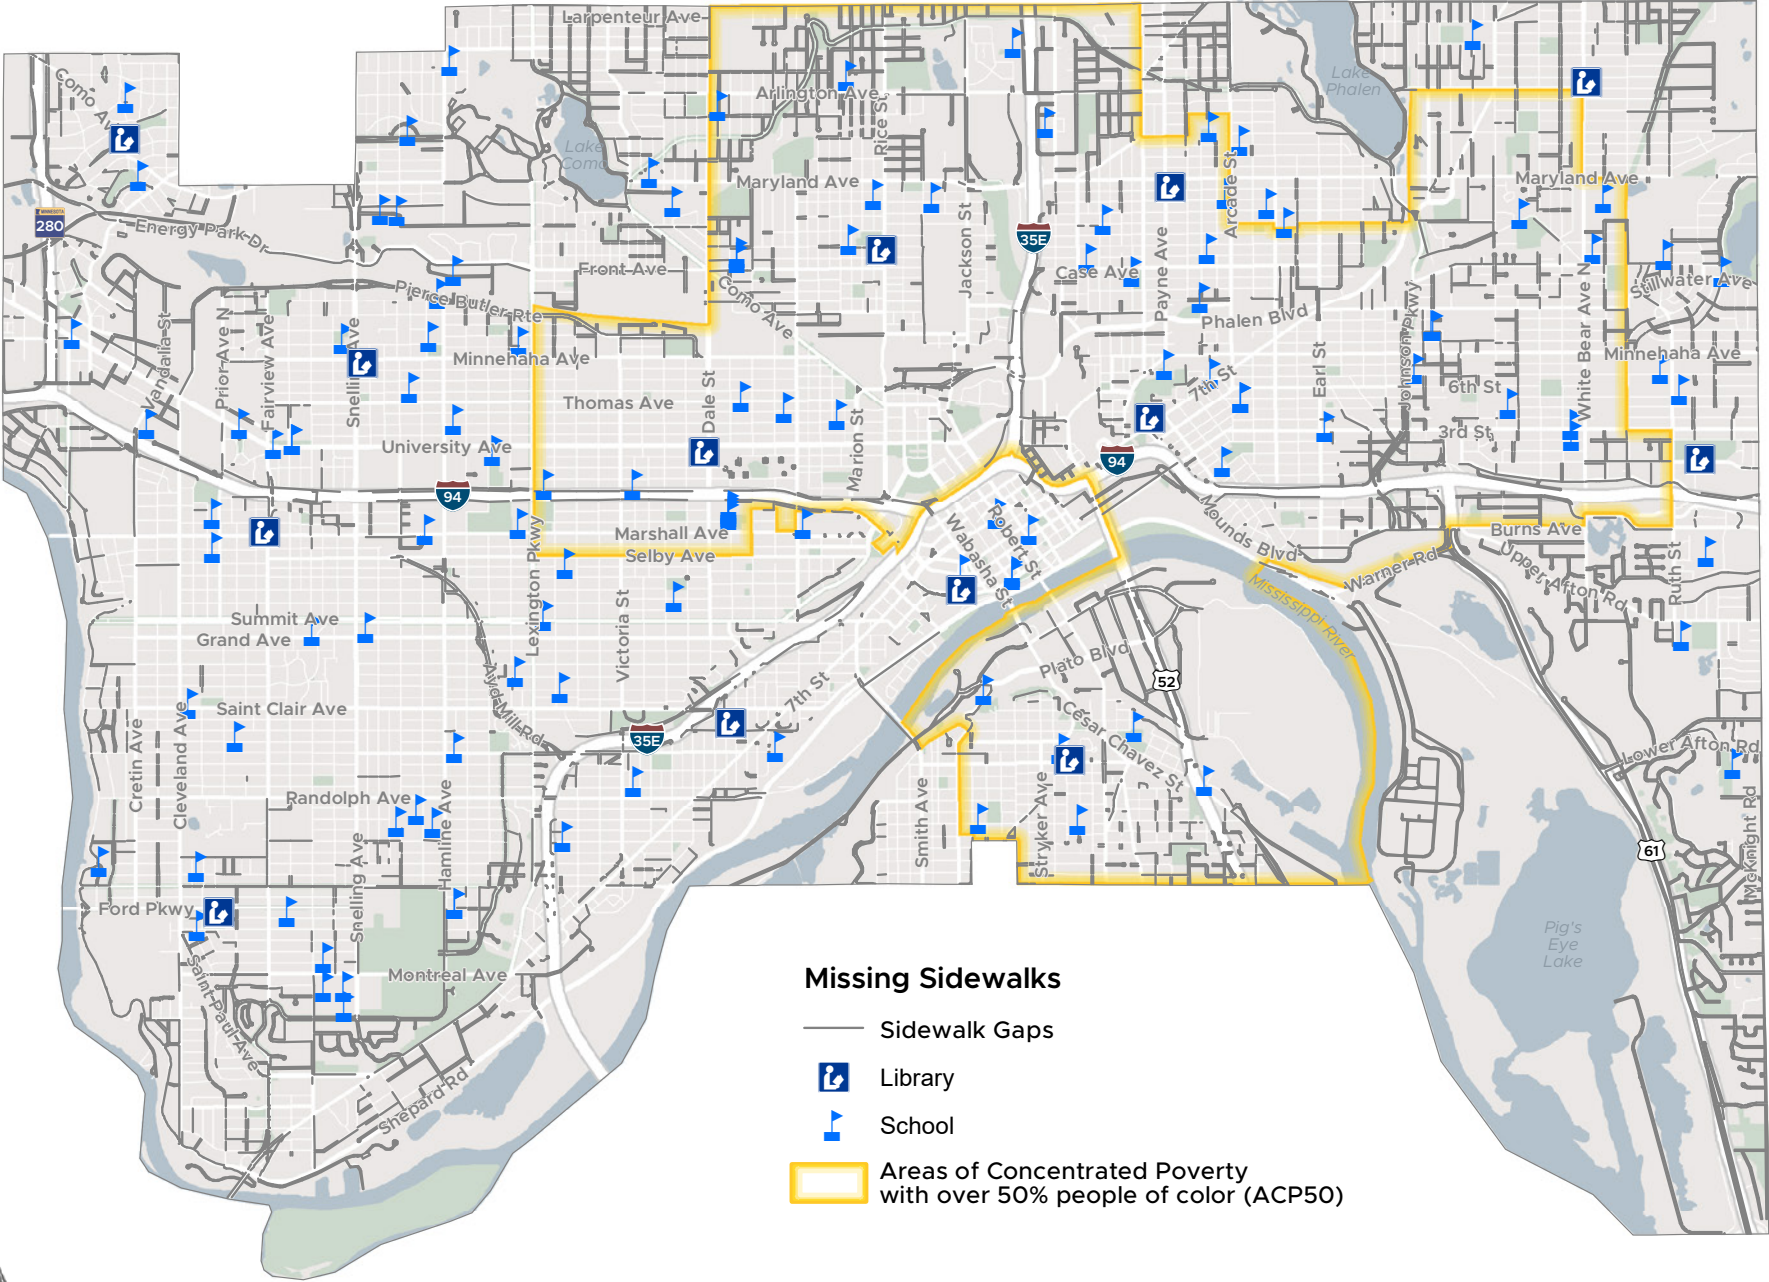 Larpenteur Ave
Como Av
Arlington Ave
Rice St
Lake
Phalen
Lake
Como
Maryland Ave
Maryland Ave
Arcade St
MINNESOTA
280
Energy Park Dr
Jackson St
35E
Front Ave
Case Ave
Payne Ave
Stillwater Ave
Pierce Butler Rte
Como Ave
Phalen Blvd
Johnson Pkwy
White Bear Ave N
Vandalia St
Prior Ave N
Fairview Ave
Snelling Ave
Minnehaha Ave
Minnehaha Ave
Earl St
7th St
6th St
Thomas Ave
Dale St
Marion St
3rd St
University Ave
94
94
Marshall Ave
Selby Ave
Lexington Pkwy
Robert St
Wabasha St
Mounds Blvd
Burns Ave
Warner Rd
Upper Afton Rd
Ruth St
Mississippi River
Summit Ave
Grand Ave
Victoria St
Plato Blvd
52
Ayd Mill Rd
Saint Clair Ave
7th St
35E
César Chavez St
Lower Afton Rd
Cretin Ave
Cleveland Ave
Randolph Ave
Hamline Ave
Smith Ave
Stryker Ave
McKnight Rd
61
Snelling Ave
Ford Pkwy
Montreal Ave
Saint Paul Ave
Shepard Rd
Pig's
Eye
Lake
Missing Sidewalks
Sidewalk Gaps
Library
School
Areas of Concentrated Poverty
with over 50% people of color (ACP50)